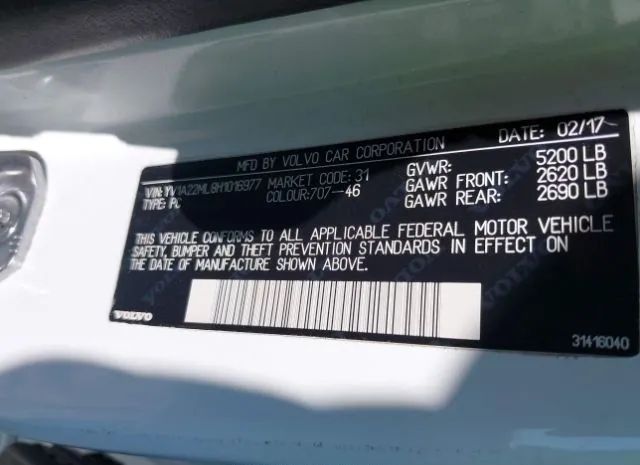 MFD BY VOLVO CAR CORPORATION
DATE: 02/17
VIN: YV1A22ML8H1016977
MARKET CODE: 31
GVWR: 5200 LB
TYPE: PC
COLOUR:707-46
GAWR FRONT: 2620 LB
GAWR REAR: 2690 LB
THIS VEHICLE CONFORMS TO ALL APPLICABLE FEDERAL MOTOR VEHICLE
SAFETY, BUMPER AND THEFT PREVENTION STANDARDS IN EFFECT ON
THE DATE OF MANUFACTURE SHOWN ABOVE.
VOLVO
31416040